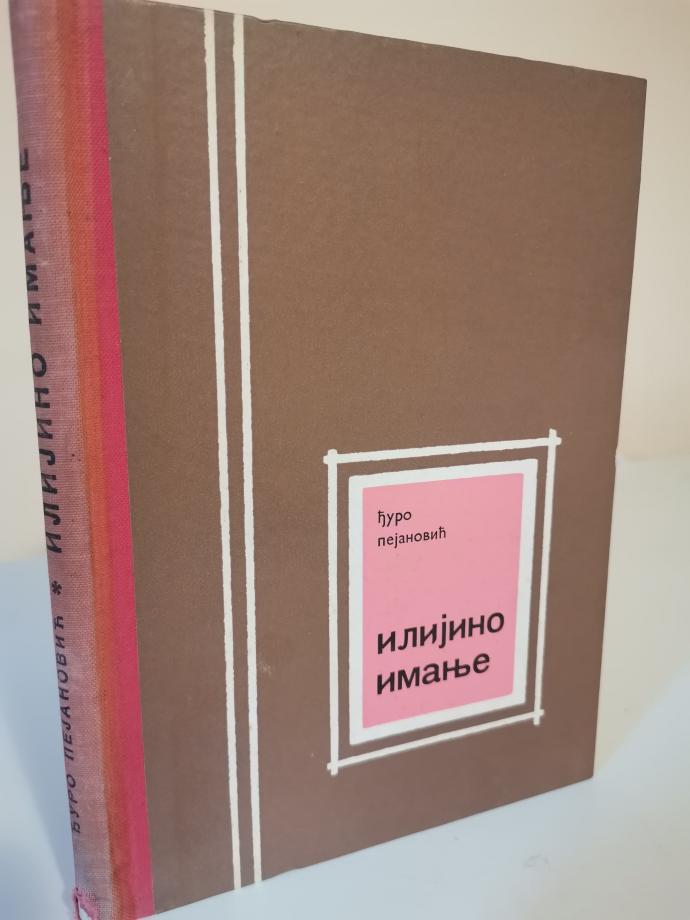 ђуро
пејановић
илијино
имање
ЂУРО ПЕЈАНОВИЋ * ИЛИЈИНО ИМАЊЕ